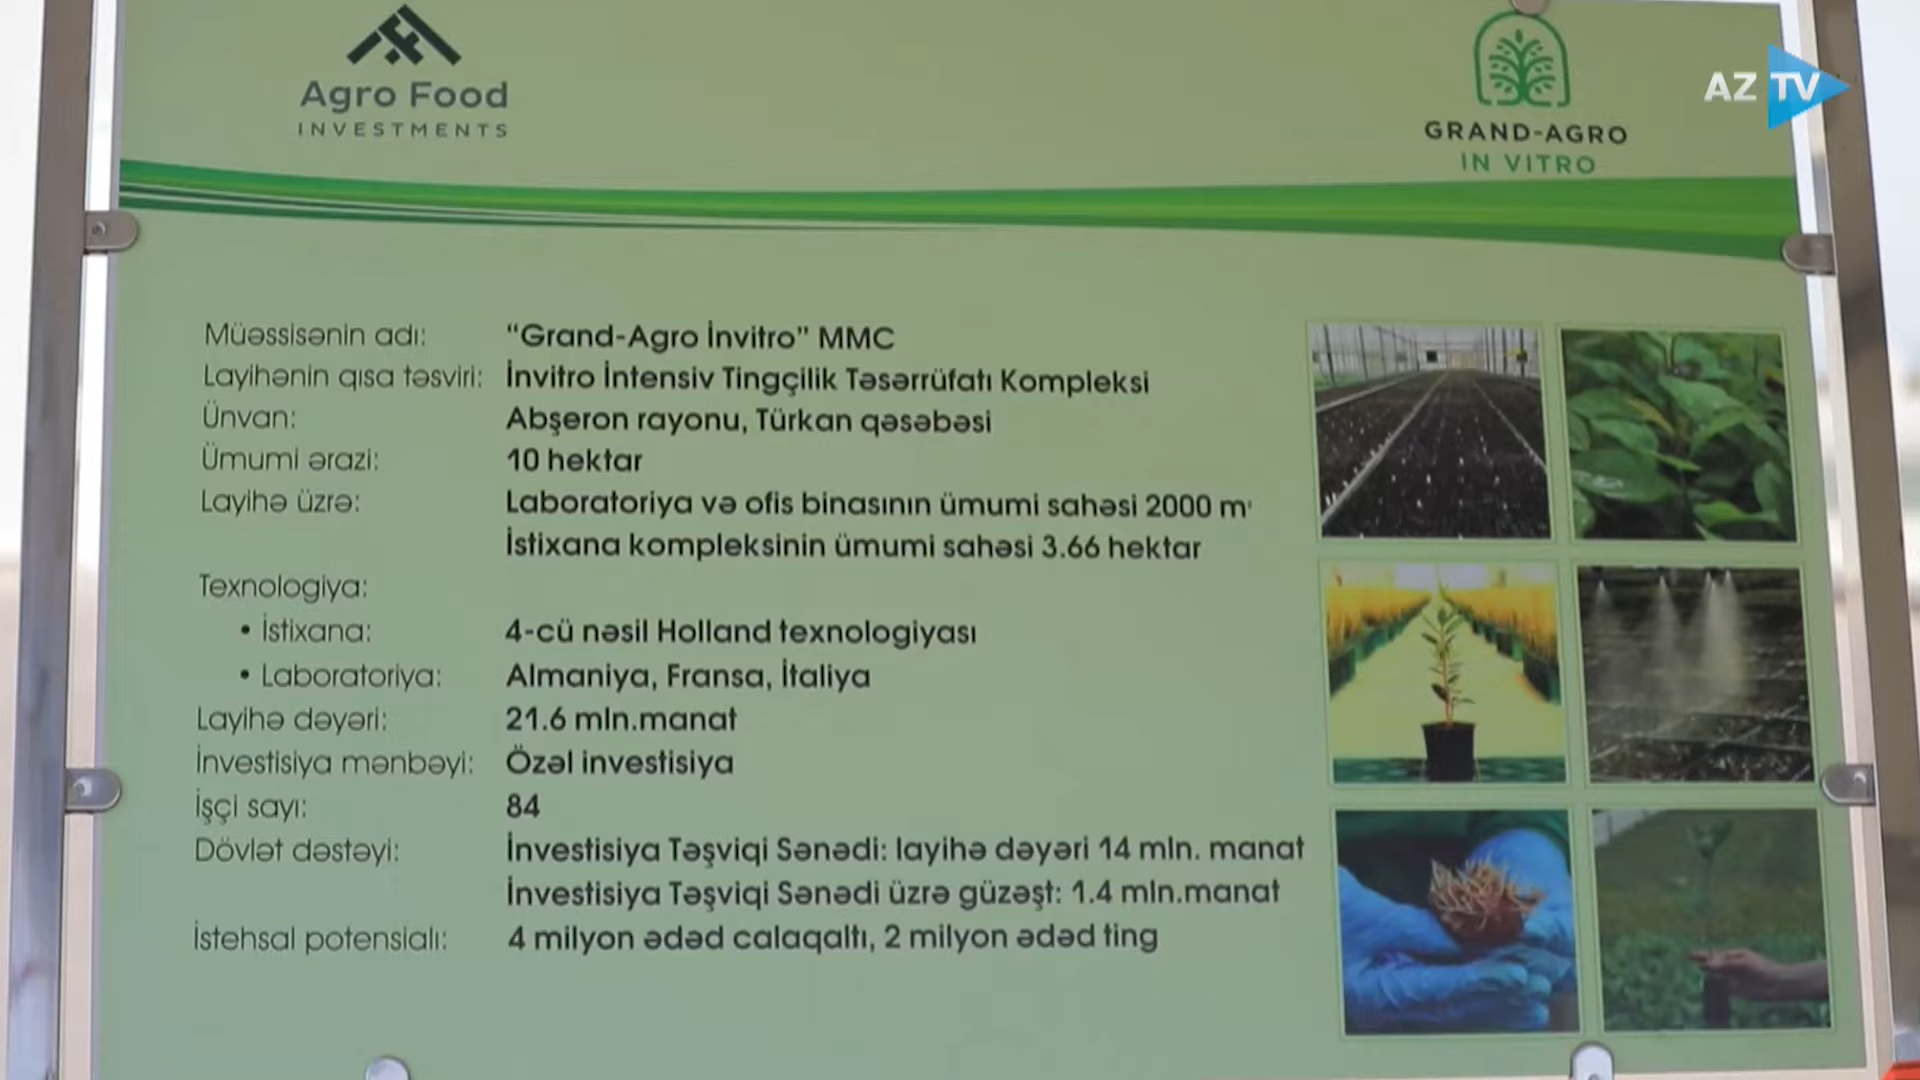 Agro Food
INVESTMENTS
GRAND-AGRO
IN VITRO
AZTV
Müəssisənin adı: “Grand-Agro İnvitro” MMC
Layihənin qısa təsviri: İnvitro İntensiv Tingçilik Təsərrüfatı Kompleksi
Ünvan: Abşeron rayonu, Türkan qəsəbəsi
Ümumi ərazi: 10 hektar
Layihə üzrə: Laboratoriya və ofis binasının ümumi sahəsi 2000 m²
İstixana kompleksinin ümumi sahəsi 3.66 hektar
Texnologiya:
• İstixana: 4-cü nəsil Holland texnologiyası
• Laboratoriya: Almaniya, Fransa, İtaliya
Layihə dəyəri: 21.6 mln.manat
İnvestisiya mənbəyi: Özəl investisiya
İşçi sayı: 84
Dövlət dəstəyi: İnvestisiya Təşviqi Sənədi: layihə dəyəri 14 mln. manat
İnvestisiya Təşviqi Sənədi üzrə güzəşt: 1.4 mln.manat
İstehsal potensialı: 4 milyon ədəd calaqaltı, 2 milyon ədəd ting